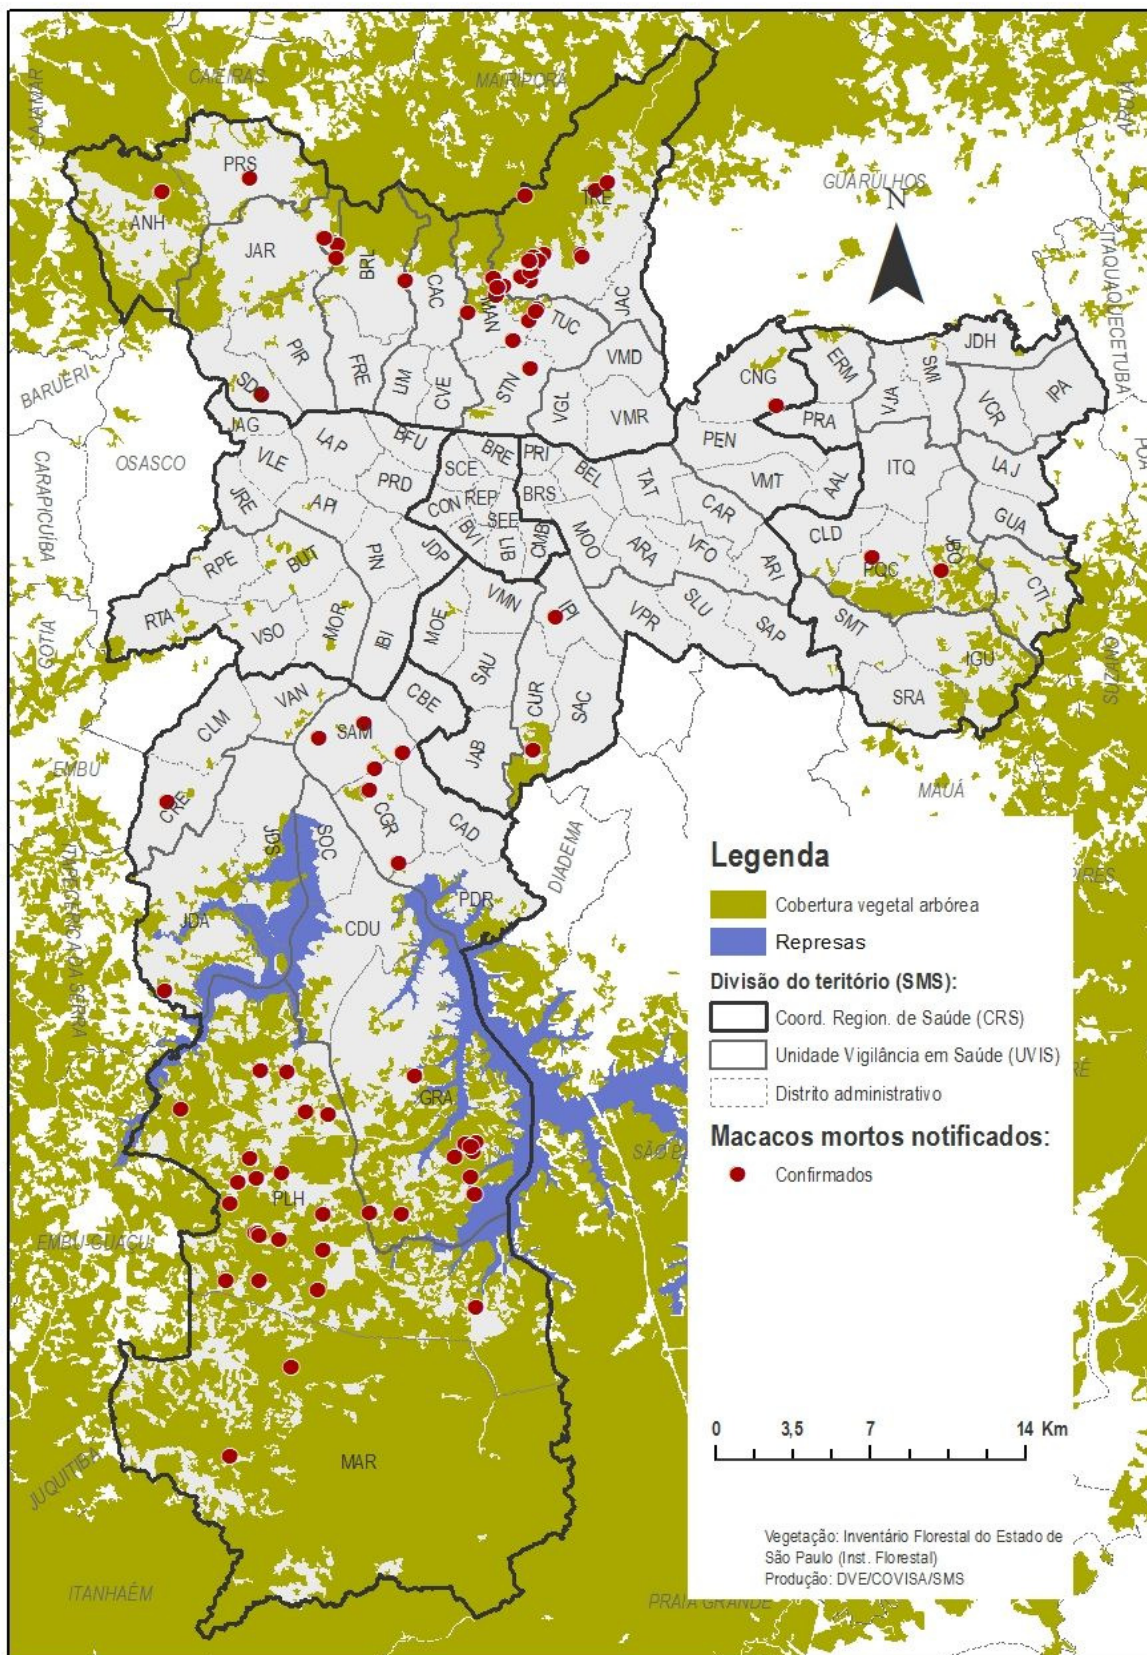 CAIEIRAS
MAIRIPORÃ
CAJAMAR
ARUJÁ
PRS
TRE
GUARULHOS
N
ANH
JAR
BRL
CAC
MAN
JAC
ITAQUAQUECETUBA
TUC
JDH
PIR
FRE
LIM
CVE
STN
VMD
CNG
ERM
VJA
SMI
VCR
IPA
BARUERI
SDO
VGL
VMR
PRA
JAG
PEN
OSASCO
LAP
BFU
BRE
PRI
ITQ
LAJ
CARAPICUÍBA
VLE
SCE
BEL
TAT
VMT
AAL
PRD
JRE
API
CON
REP
BRS
CAR
GUA
SEE
BVI
LIB
CMB
MOO
ARA
VFO
CLD
JBO
RPE
BUT
PIN
JDP
ARI
PQC
CTI
COTIA
RTA
VSO
MOR
IBI
MOE
VMN
IPI
VPR
SLU
SAP
SMT
IGU
SUZANO
SAU
CUR
SAC
SRA
CLM
VAN
CBE
SAM
JAB
EMBU
CRE
MAUÁ
ITAPECERICA DA SERRA
JDS
SOC
CGR
CAD
DIADEMA
JDA
CDU
PDR
Legenda
Cobertura vegetal arbórea
Represas
Divisão do território (SMS):
Coord. Region. de Saúde (CRS)
Unidade Vigilância em Saúde (UVIS)
Distrito administrativo
Macacos mortos notificados:
Confirmados
GRA
SÃO B
PLH
EMBU-GUAÇU
0 3,5 7 14 Km
MAR
JUQUITIBA
Vegetação: Inventário Florestal do Estado de
São Paulo (Inst. Florestal)
Produção: DVE/COVISA/SMS
ITANHAÉM
PRAIA GRANDE